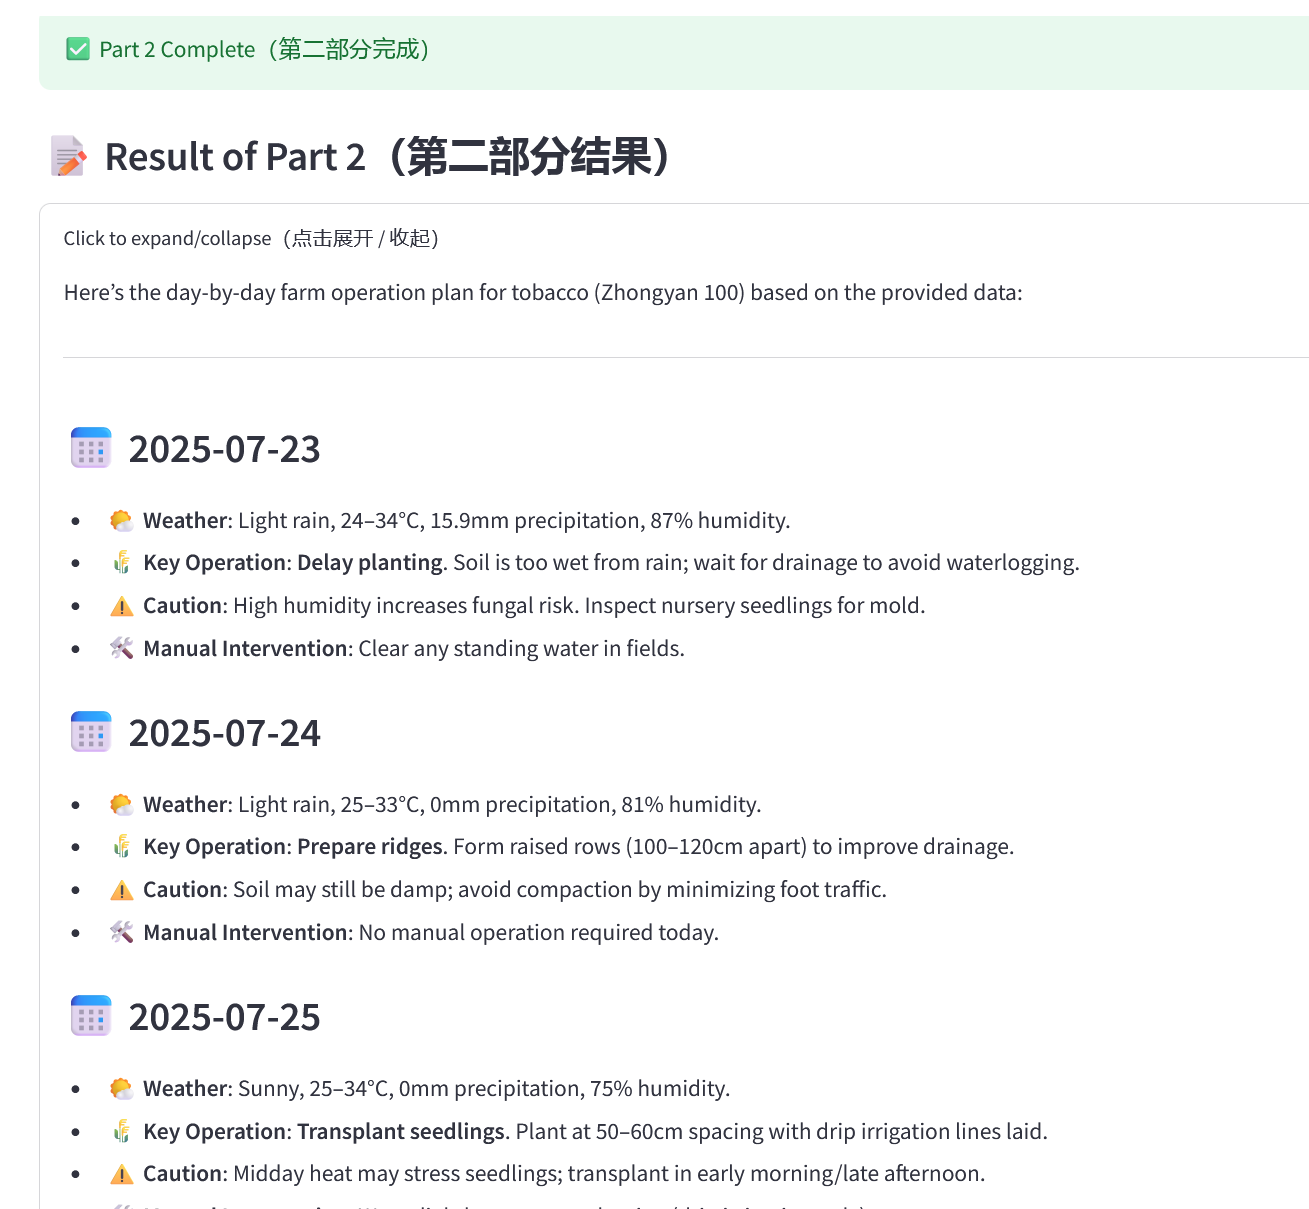 Part 2 Complete（第二部分完成）
Result of Part 2（第二部分结果）
Click to expand/collapse（点击展开 / 收起）
Here’s the day-by-day farm operation plan for tobacco (Zhongyan 100) based on the provided data:
2025-07-23
Weather: Light rain, 24–34°C, 15.9mm precipitation, 87% humidity.
Key Operation: Delay planting. Soil is too wet from rain; wait for drainage to avoid waterlogging.
Caution: High humidity increases fungal risk. Inspect nursery seedlings for mold.
Manual Intervention: Clear any standing water in fields.
2025-07-24
Weather: Light rain, 25–33°C, 0mm precipitation, 81% humidity.
Key Operation: Prepare ridges. Form raised rows (100–120cm apart) to improve drainage.
Caution: Soil may still be damp; avoid compaction by minimizing foot traffic.
Manual Intervention: No manual operation required today.
2025-07-25
Weather: Sunny, 25–34°C, 0mm precipitation, 75% humidity.
Key Operation: Transplant seedlings. Plant at 50–60cm spacing with drip irrigation lines laid.
Caution: Midday heat may stress seedlings; transplant in early morning/late afternoon.